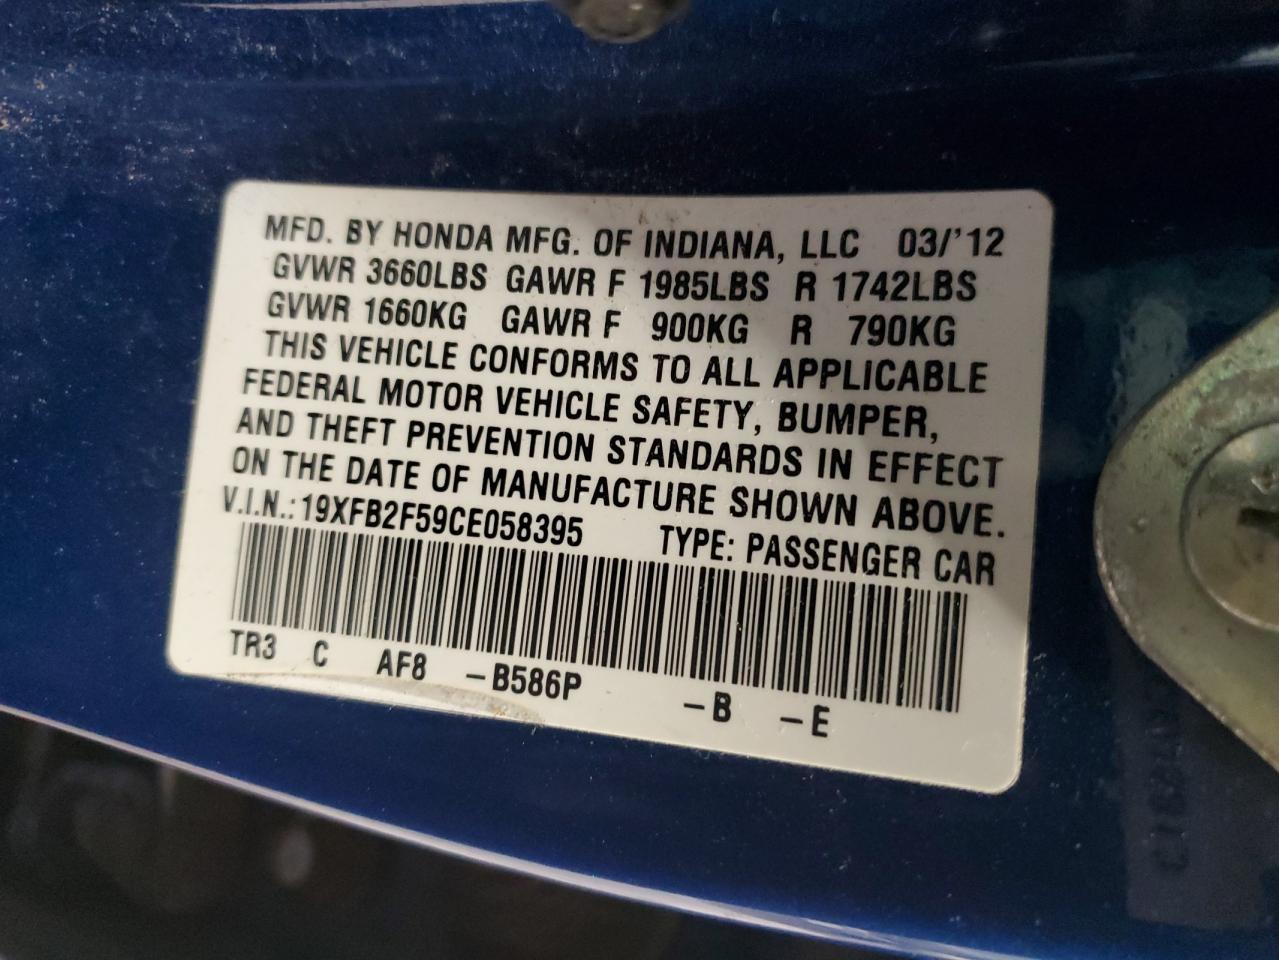 MFD. BY HONDA MFG. OF INDIANA, LLC 03/'12
GVWR 3660LBS GAWR F 1985LBS R 1742LBS
GVWR 1660KG GAWR F 900KG R 790KG
THIS VEHICLE CONFORMS TO ALL APPLICABLE
FEDERAL MOTOR VEHICLE SAFETY, BUMPER,
AND THEFT PREVENTION STANDARDS IN EFFECT
ON THE DATE OF MANUFACTURE SHOWN ABOVE.
V.I.N.: 19XFB2F59CE058395 TYPE: PASSENGER CAR
TR3 C AF8 -B586P -B -E